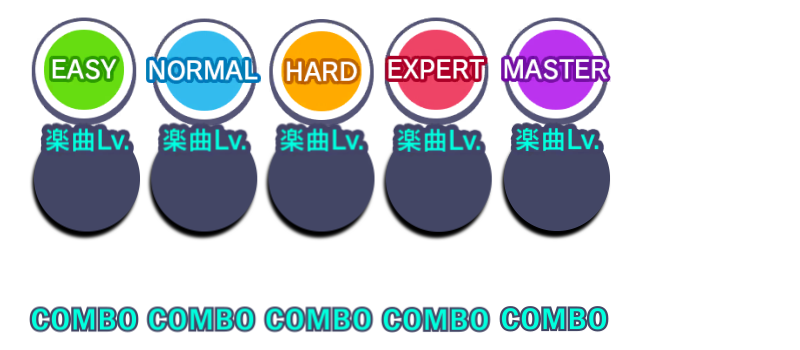 EASY NORMAL HARD EXPERT MASTER
楽曲Lv. 楽曲Lv. 楽曲Lv. 楽曲Lv. 楽曲Lv.
COMBO COMBO COMBO COMBO COMBO